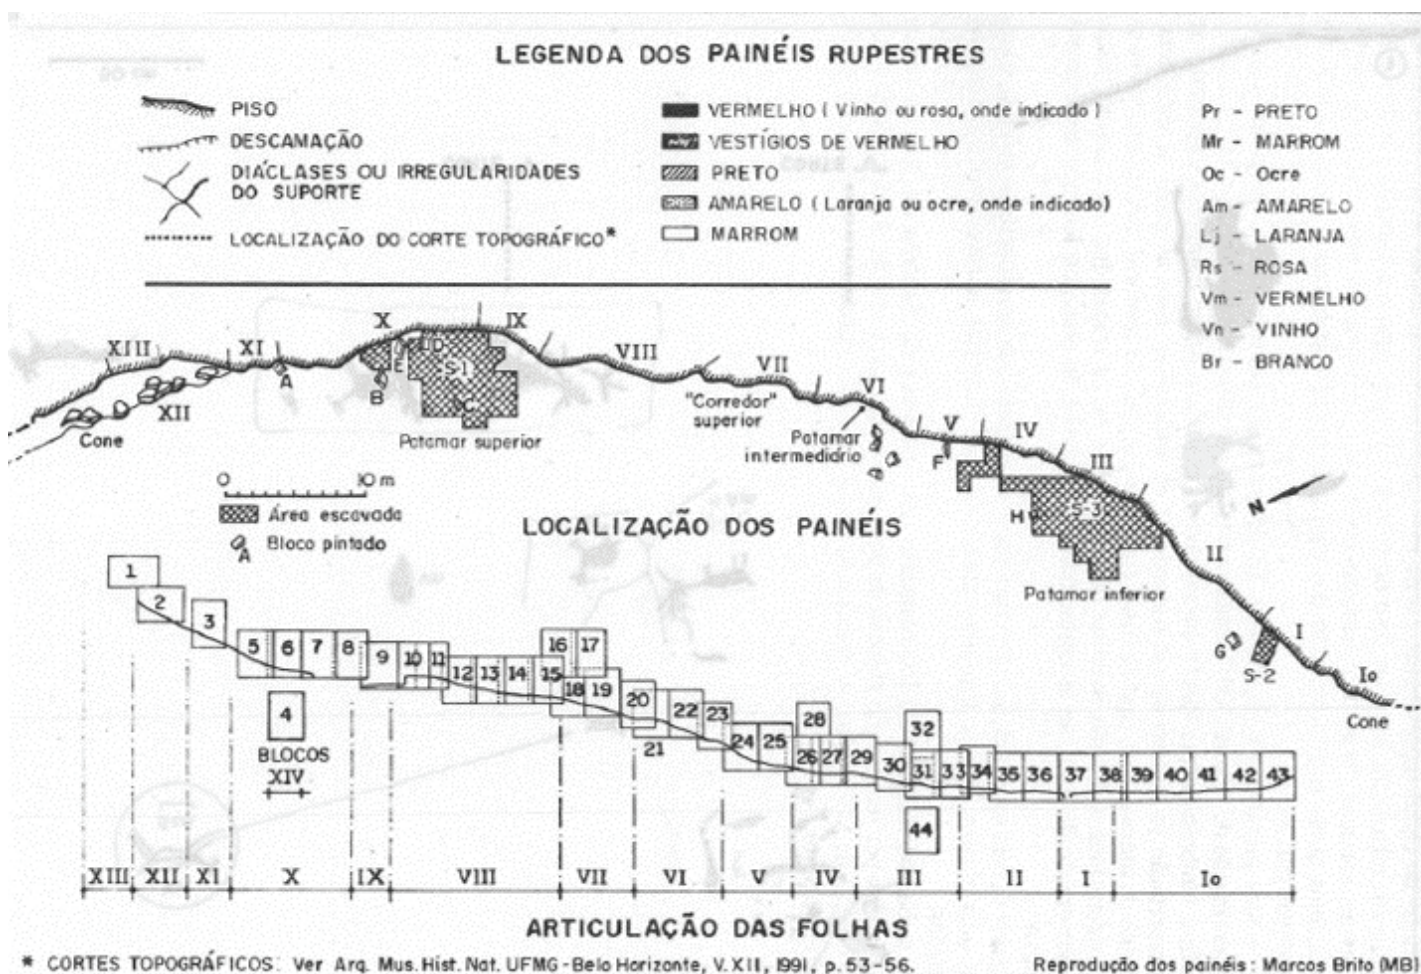 LEGENDA DOS PAINÉIS RUPESTRES
PISO
DESCAMAÇÃO
DIÁCLASES OU IRREGULARIDADES
DO SUPORTE
LOCALIZAÇÃO DO CORTE TOPOGRÁFICO*
VERMELHO ( Vinho ou rosa, onde indicado )
VESTÍGIOS DE VERMELHO
PRETO
AMARELO ( Laranja ou ocre, onde indicado)
MARROM
Pr - PRETO
Mr - MARROM
Oc - Ocre
Am - AMARELO
Lj - LARANJA
Rs - ROSA
Vm - VERMELHO
Vn - VINHO
Br - BRANCO
XIII
XII
Cone
XI
A
X
B
E
D
S-1
C
IX
Patamar superior
VIII
VII
"Corredor"
superior
VI
Patamar
intermediário
V
F
IV
III
H
S-3
Patamar inferior
N
II
G
S-2
I
Io
Cone
0 10 m
Área escavada
A Bloco pintado
LOCALIZAÇÃO DOS PAINÉIS
1
2
3
5 6 7 8 9 10 11 12 13 14 15
16 17
18 19 20
21
22 23 24 25
28
26 27 29 30
32
31 33 34 35 36 37 38 39 40 41 42 43
44
4
BLOCOS
XIV
XIII XII XI X IX VIII VII VI V IV III II I Io
ARTICULAÇÃO DAS FOLHAS
* CORTES TOPOGRÁFICOS: Ver Arq. Mus. Hist. Nat. UFMG - Belo Horizonte, V. XII, 1991, p. 53-56.
Reprodução dos painéis : Marcos Brito (MB)